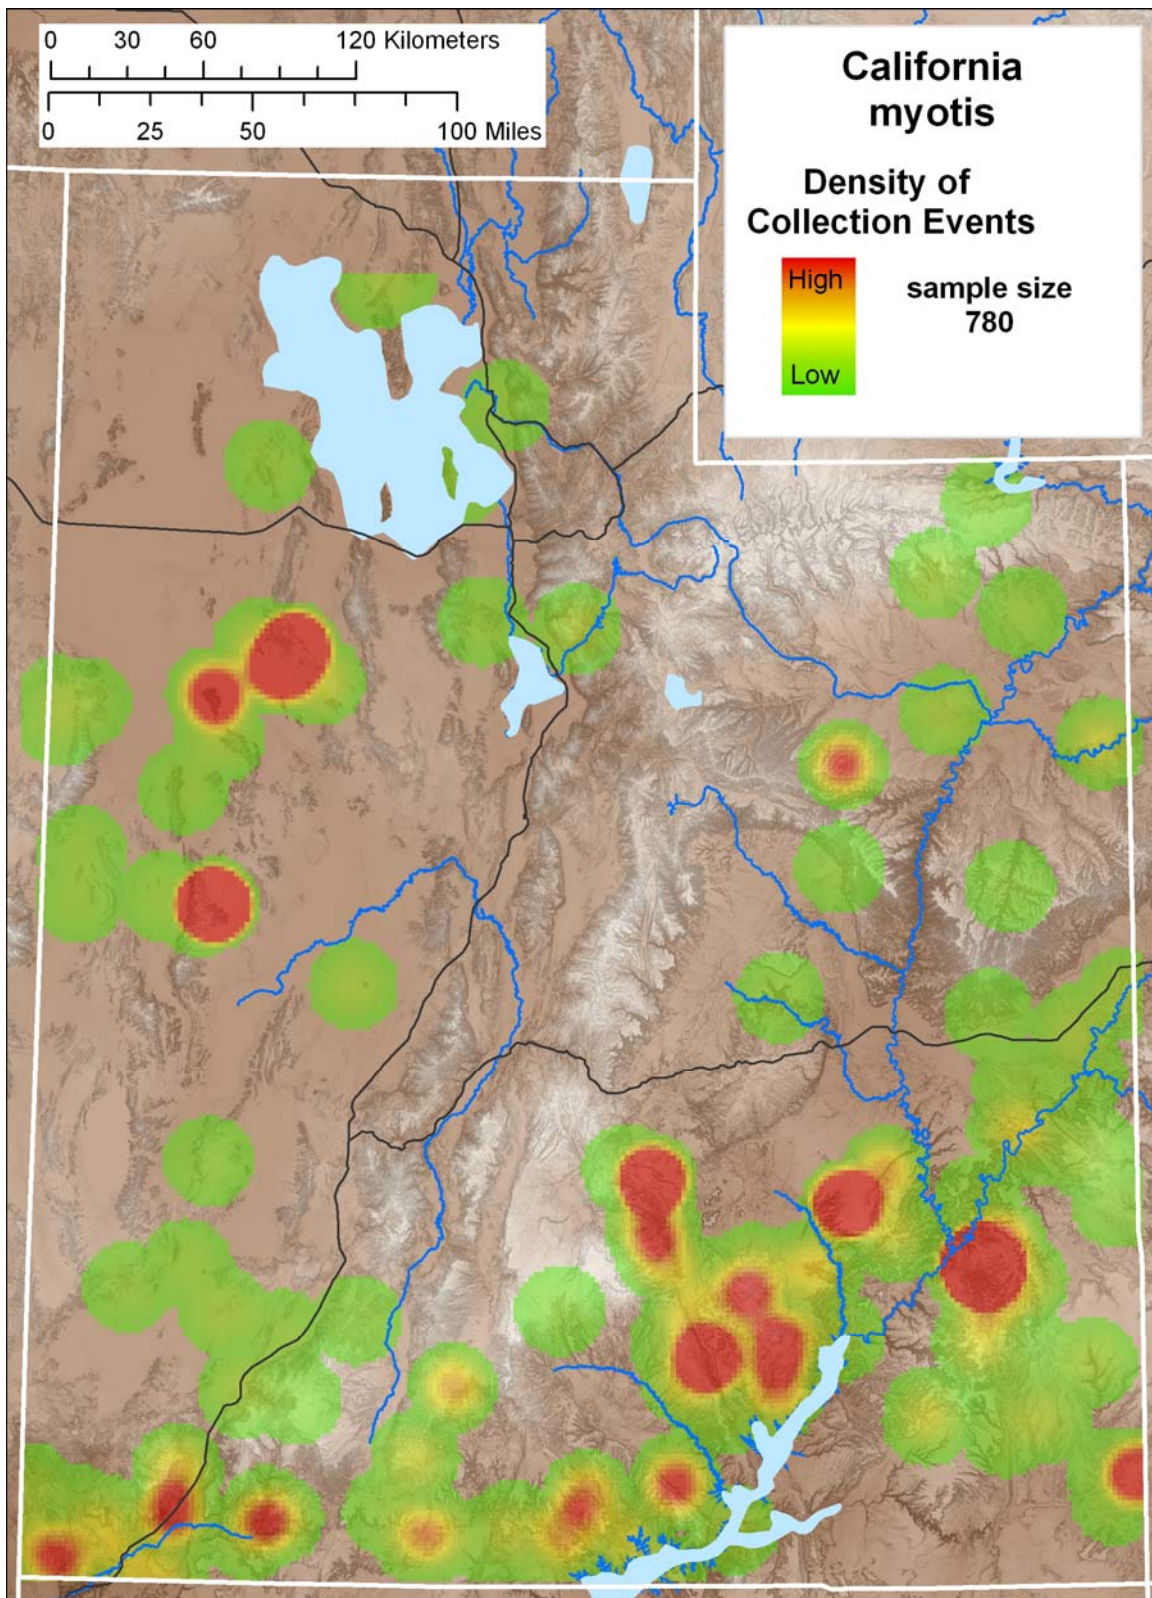 0 30 60 120 Kilometers
0 25 50 100 Miles
California
myotis
Density of
Collection Events
High
Low
sample size
780